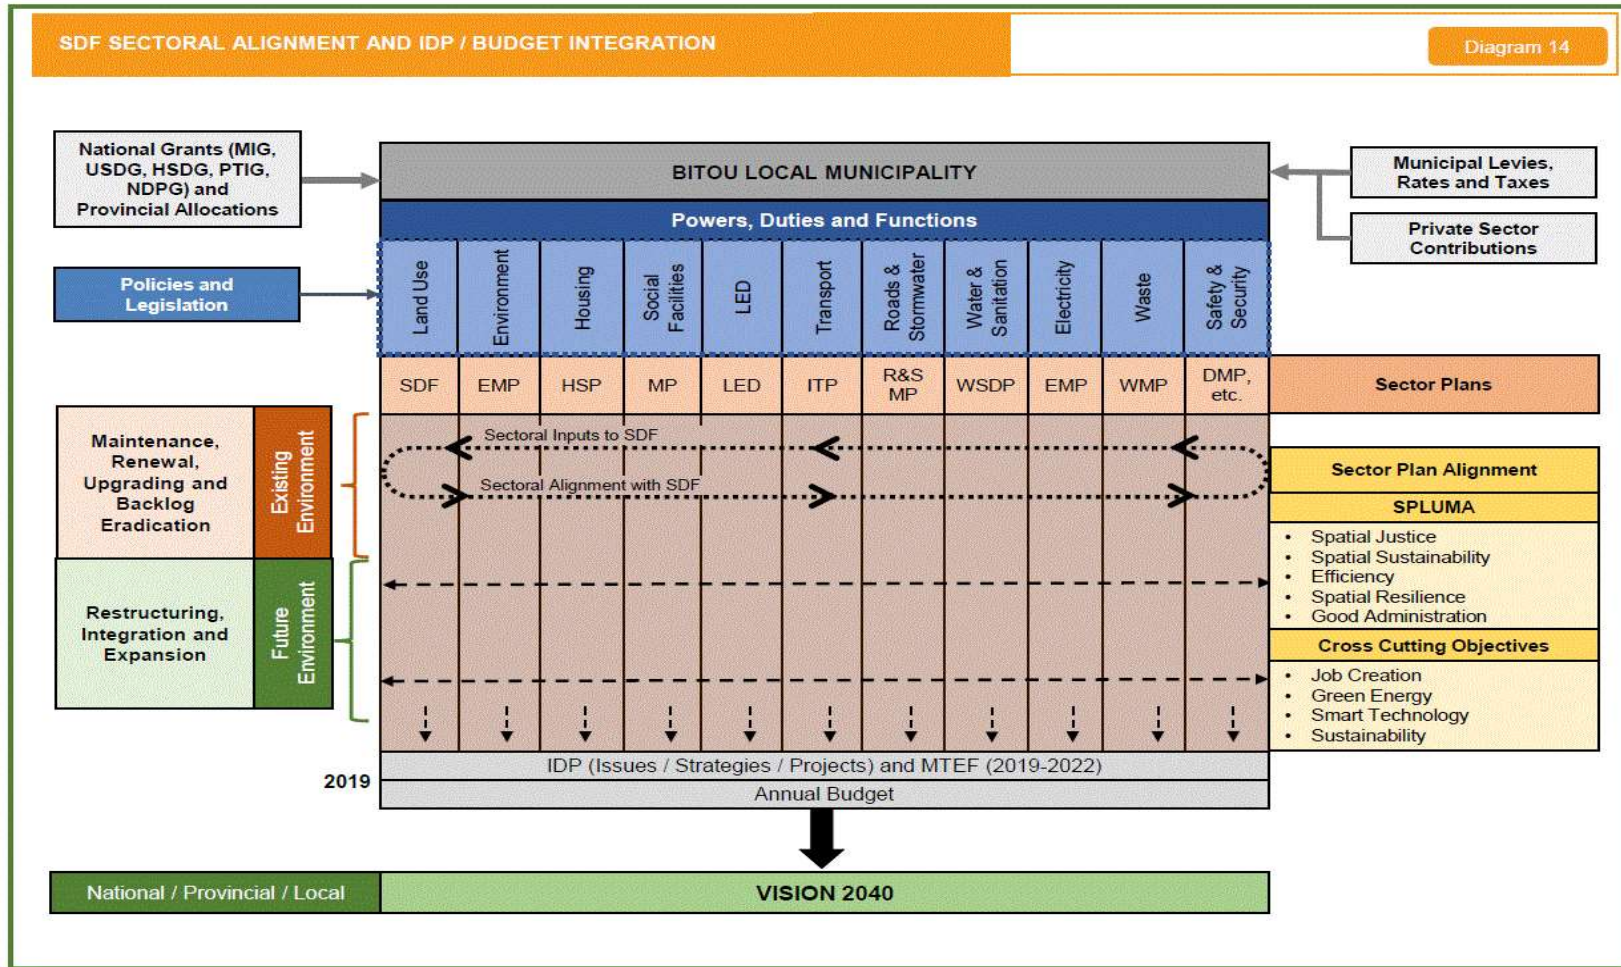 SDF SECTORAL ALIGNMENT AND IDP / BUDGET INTEGRATION
Diagram 14
National Grants (MIG,
USDG, HSDG, PTIG,
NDPG) and
Provincial Allocations
BITOU LOCAL MUNICIPALITY
Municipal Levies,
Rates and Taxes
Private Sector
Contributions
Powers, Duties and Functions
Policies and
Legislation
Land Use
Environment
Housing
Social
Facilities
LED
Transport
Roads &
Stormwater
Water &
Sanitation
Electricity
Waste
Safety &
Security
SDF
EMP
HSP
MP
LED
ITP
R&S
MP
WSDP
EMP
WMP
DMP,
etc.
Sector Plans
Maintenance,
Renewal,
Upgrading and
Backlog
Eradication
Existing
Environment
Sectoral Inputs to SDF
Sectoral Alignment with SDF
Sector Plan Alignment
SPLUMA
• Spatial Justice
• Spatial Sustainability
• Efficiency
• Spatial Resilience
• Good Administration
Restructuring,
Integration and
Expansion
Future
Environment
Cross Cutting Objectives
• Job Creation
• Green Energy
• Smart Technology
• Sustainability
2019
IDP (Issues / Strategies / Projects) and MTEF (2019-2022)
Annual Budget
National / Provincial / Local
VISION 2040